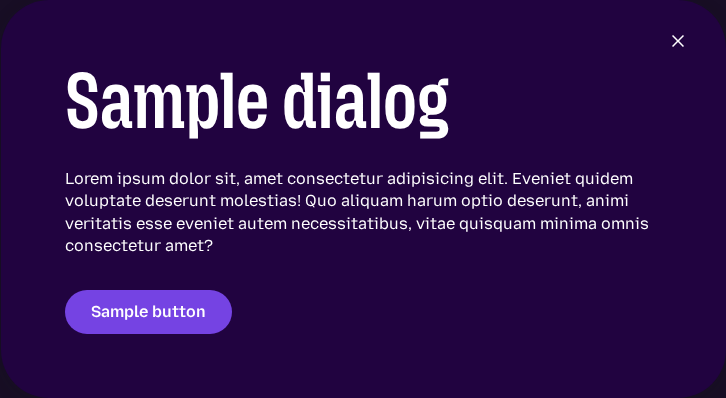 Sample dialog
Lorem ipsum dolor sit, amet consectetur adipisicing elit. Eveniet quidem
voluptate deserunt molestias! Quo aliquam harum optio deserunt, animi
veritatis esse eveniet autem necessitatibus, vitae quisquam minima omnis
consectetur amet?
Sample button